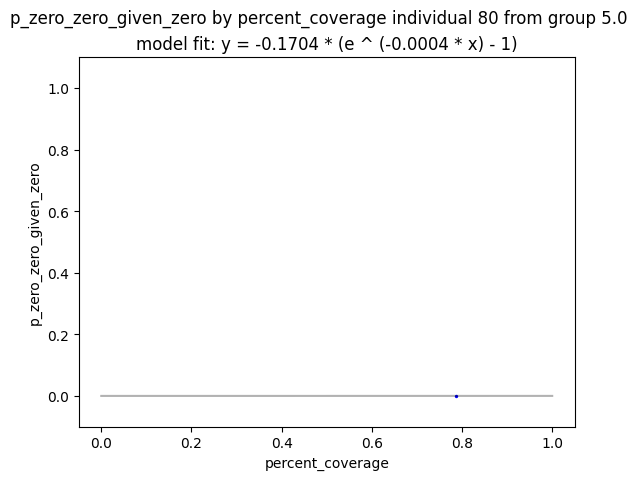 p_zero_zero_given_zero by percent_coverage individual 80 from group 5.0
model fit: y = -0.1704 * (e ^ (-0.0004 * x) - 1)
1.0
0.8
0.6
0.4
0.2
0.0
p_zero_zero_given_zero
0.0 0.2 0.4 0.6 0.8 1.0
percent_coverage